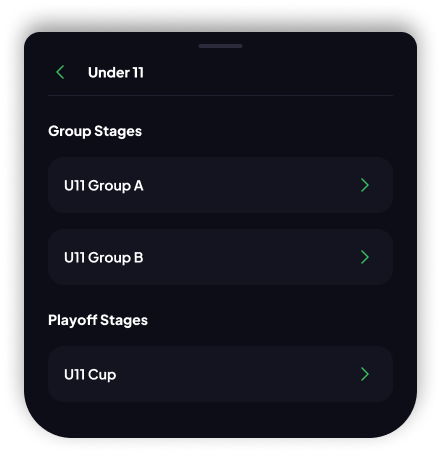 Under 11
Group Stages
U11 Group A
U11 Group B
Playoff Stages
U11 Cup